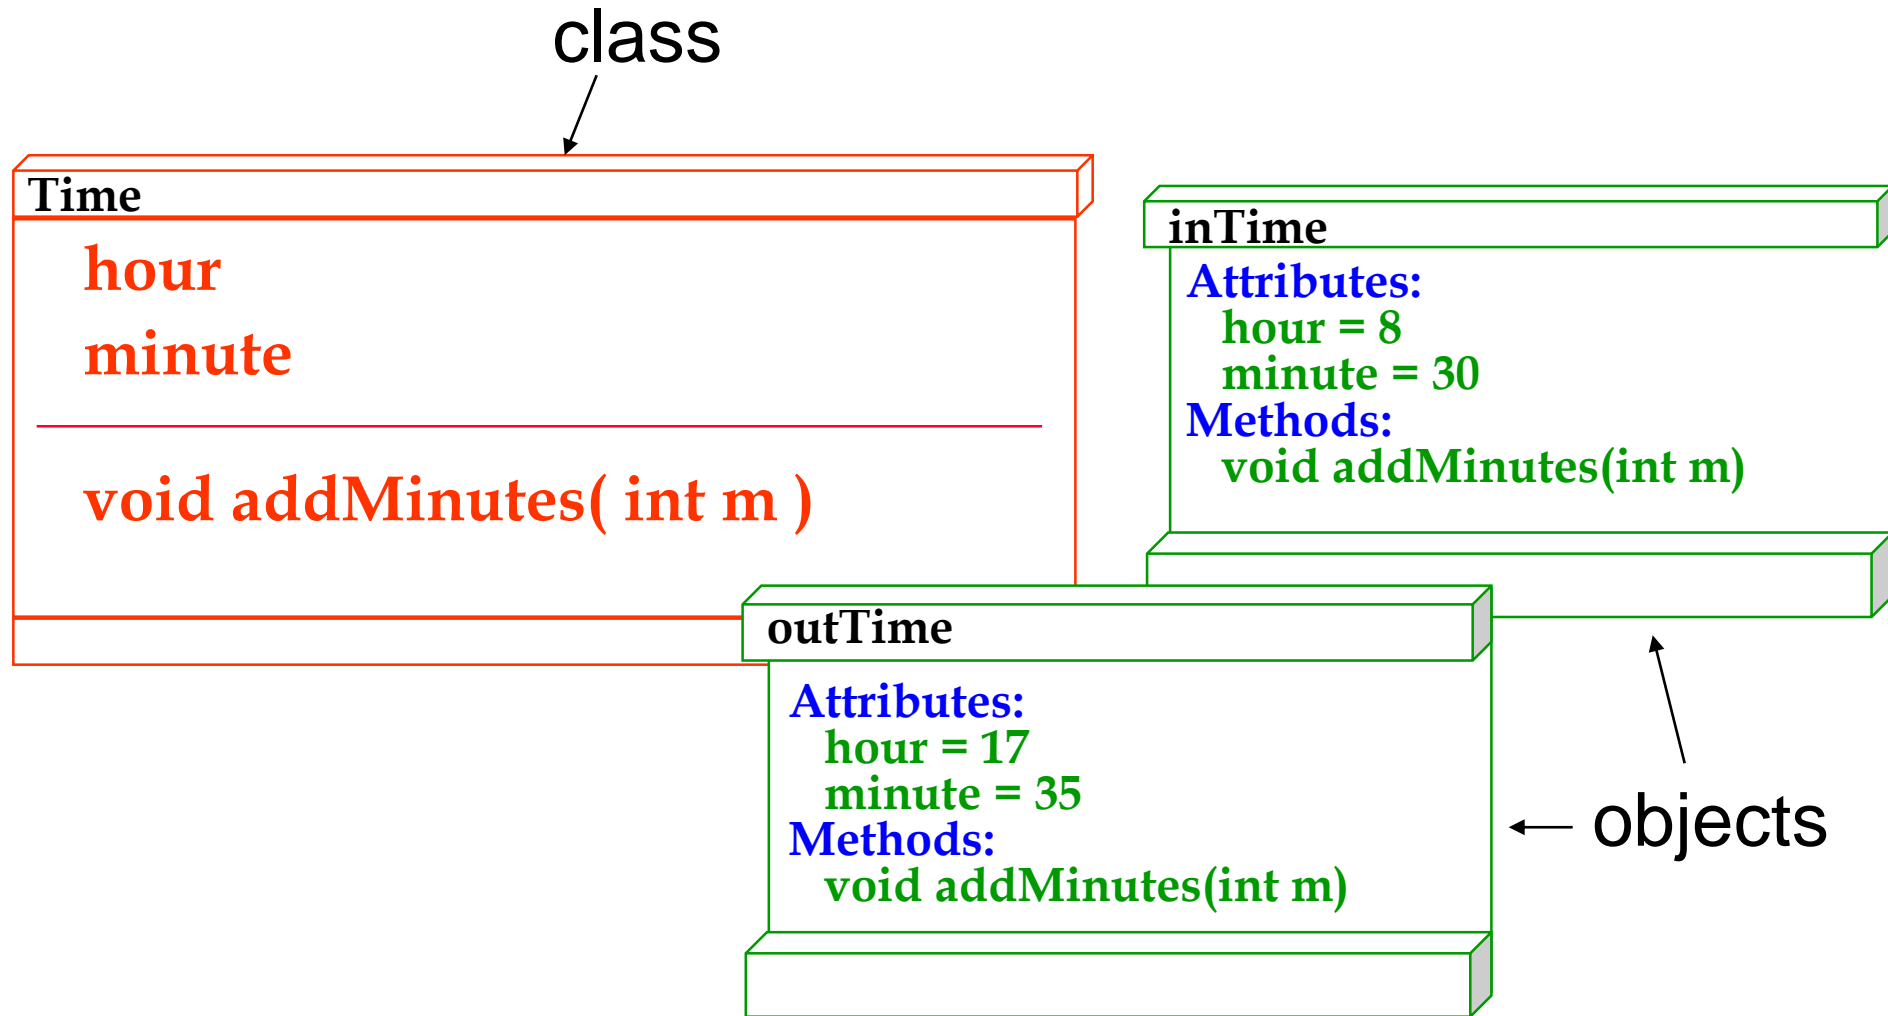 class
Time
hour
minute
void addMinutes( int m )
inTime
Attributes:
hour = 8
minute = 30
Methods:
void addMinutes(int m)
outTime
Attributes:
hour = 17
minute = 35
Methods:
void addMinutes(int m)
objects